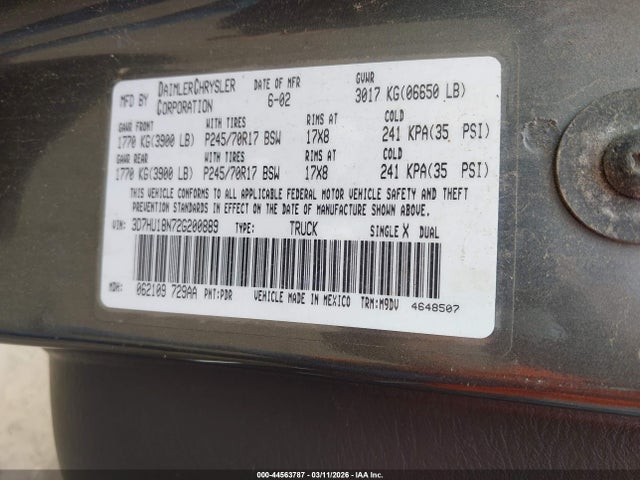 MFD BY DAIMLERCHRYSLER CORPORATION DATE OF MFR 6-02 GVWR 3017 KG(06650 LB)
GAWR FRONT WITH TIRES RIMS AT COLD
1770 KG(3900 LB) P245/70R17 BSW 17X8 241 KPA(35 PSI)
GAWR REAR WITH TIRES RIMS AT COLD
1770 KG(3900 LB) P245/70R17 BSW 17X8 241 KPA(35 PSI)
THIS VEHICLE CONFORMS TO ALL APPLICABLE FEDERAL MOTOR VEHICLE SAFETY AND THEFT
PREVENTION STANDARDS IN EFFECT ON THE DATE OF MANUFACTURE SHOWN ABOVE.
VIN: 3D7HU18N72G200889 TYPE: TRUCK SINGLE X DUAL
MDH: 062109 729AA PNT:PDR VEHICLE MADE IN MEXICO TRM:M9DV 4648507
000-44563787 - 03/11/2026 - IAA Inc.